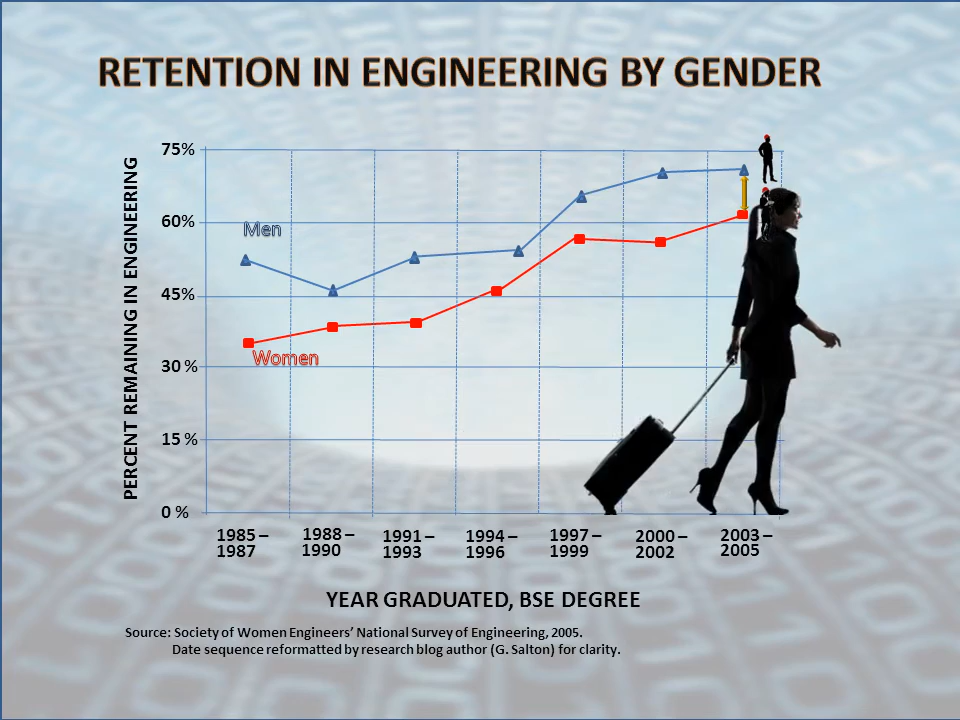 RETENTION IN ENGINEERING BY GENDER
PERCENT REMAINING IN ENGINEERING
75%
60%
45%
30 %
15 %
0 %
Men
Women
1985 –
1987
1988 –
1990
1991 –
1993
1994 –
1996
1997 –
1999
2000 –
2002
2003 –
2005
YEAR GRADUATED, BSE DEGREE
Source: Society of Women Engineers’ National Survey of Engineering, 2005.
Date sequence reformatted by research blog author (G. Salton) for clarity.